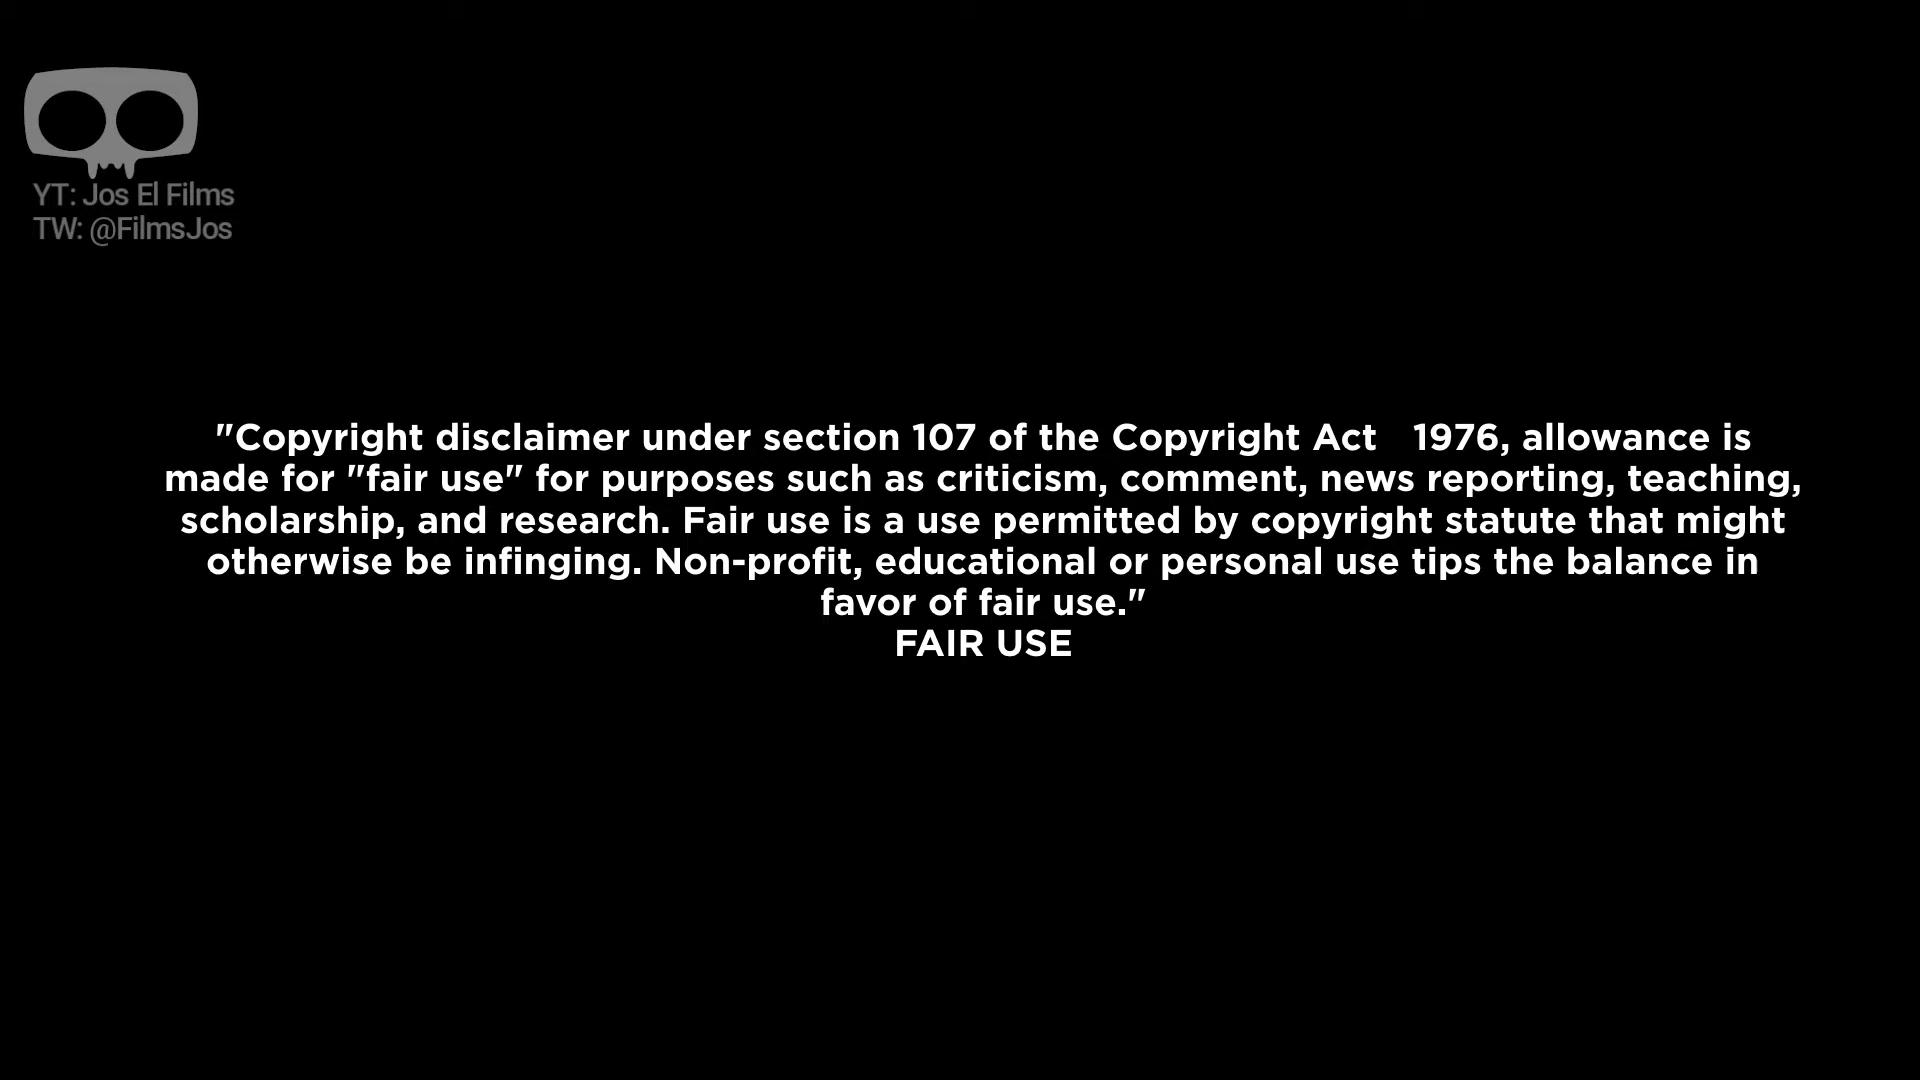 YT: Jos El Films
TW: @FilmsJos
"Copyright disclaimer under section 107 of the Copyright Act   1976, allowance is
made for "fair use" for purposes such as criticism, comment, news reporting, teaching,
scholarship, and research. Fair use is a use permitted by copyright statute that might
otherwise be infinging. Non-profit, educational or personal use tips the balance in
favor of fair use."
FAIR USE